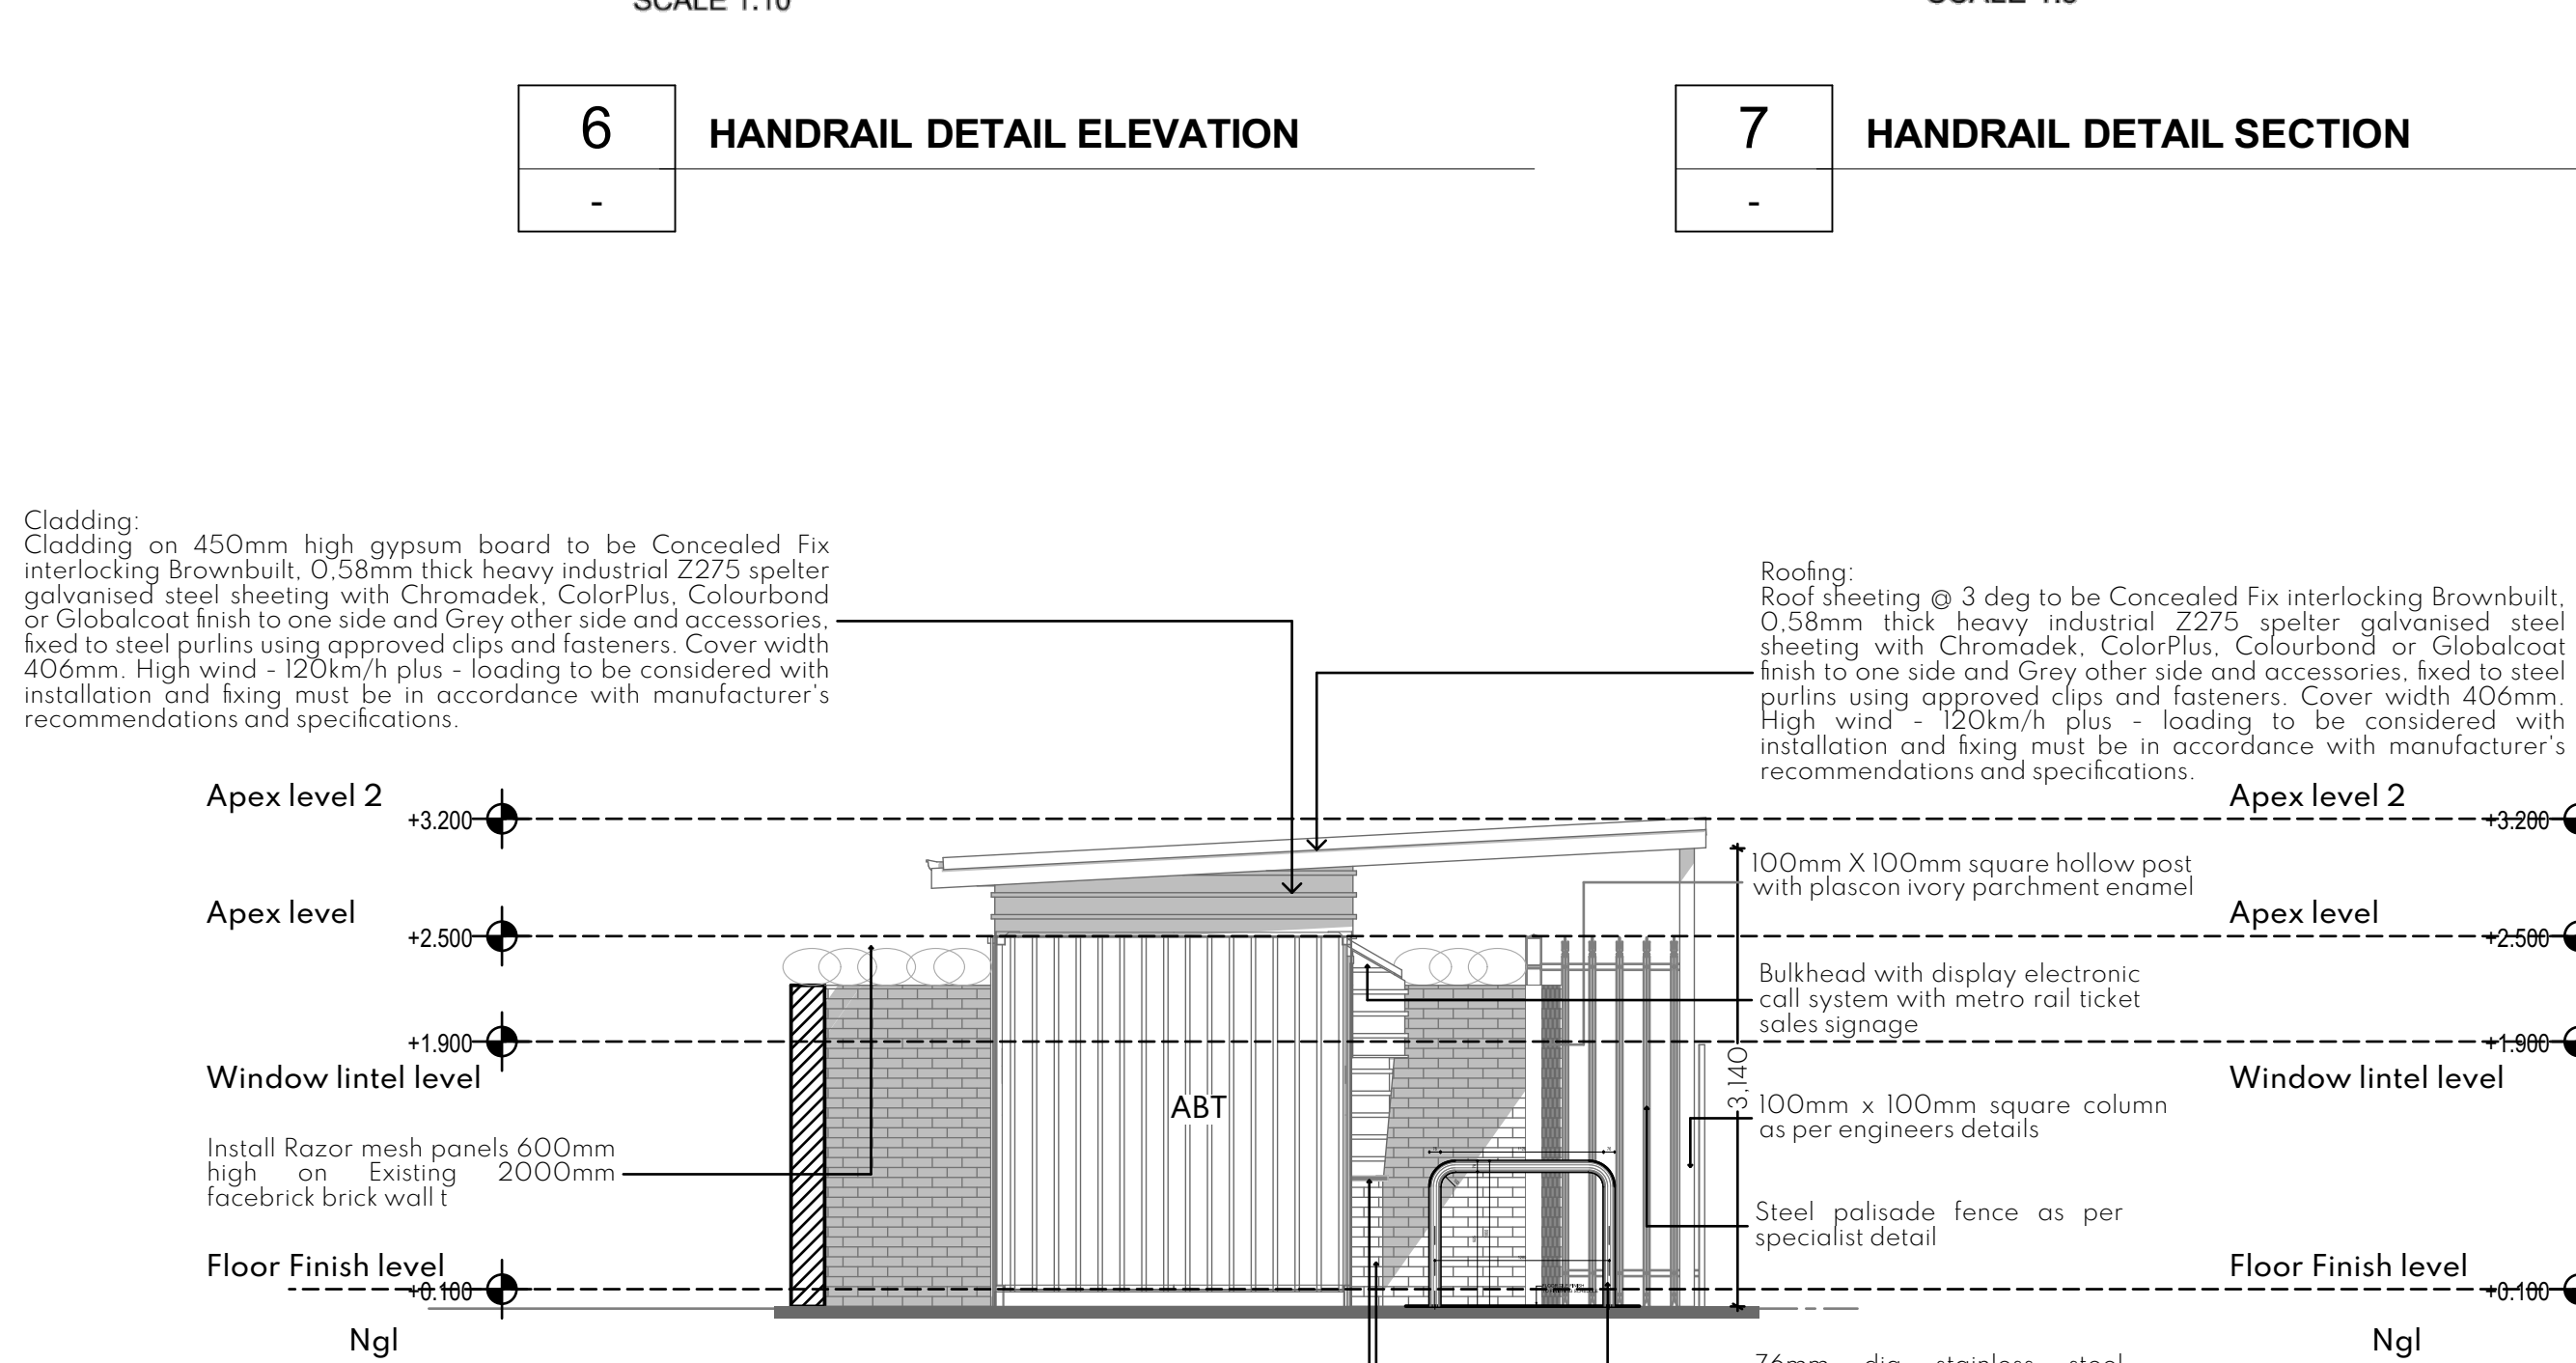 SCALE 1:10
6
HANDRAIL DETAIL ELEVATION
-
7
HANDRAIL DETAIL SECTION
-
Cladding:
Cladding on 450mm high gypsum board to be Concealed Fix
interlocking Brownbuilt, 0,58mm thick heavy industrial Z275 spelter
galvanised steel sheeting with Chromadek, ColorPlus, Colourbond
or Globalcoat finish to one side and Grey other side and accessories,
fixed to steel purlins using approved clips and fasteners. Cover width
406mm. High wind - 120km/h plus - loading to be considered with
installation and fixing must be in accordance with manufacturer's
recommendations and specifications.
Roofing:
Roof sheeting @ 3 deg to be Concealed Fix interlocking Brownbuilt,
0,58mm thick heavy industrial Z275 spelter galvanised steel
sheeting with Chromadek, ColorPlus, Colourbond or Globalcoat
finish to one side and Grey other side and accessories, fixed to steel
purlins using approved clips and fasteners. Cover width 406mm.
High wind - 120km/h plus - loading to be considered with
installation and fixing must be in accordance with manufacturer's
recommendations and specifications.
Apex level 2
+3.200
Apex level
+2.500
+1.900
Window lintel level
Install Razor mesh panels 600mm
high on Existing 2000mm
facebrick brick wall t
Floor Finish level
+0.100
Ngl
ABT
3,140
100mm X 100mm square hollow post
with plascon ivory parchment enamel
Bulkhead with display electronic
call system with metro rail ticket
sales signage
100mm x 100mm square column
as per engineers details
Steel palisade fence as per
specialist detail
76mm dia stainless steel
Apex level 2
+3.200
Apex level
+2.500
+1.900
Window lintel level
Floor Finish level
+0.100
Ngl